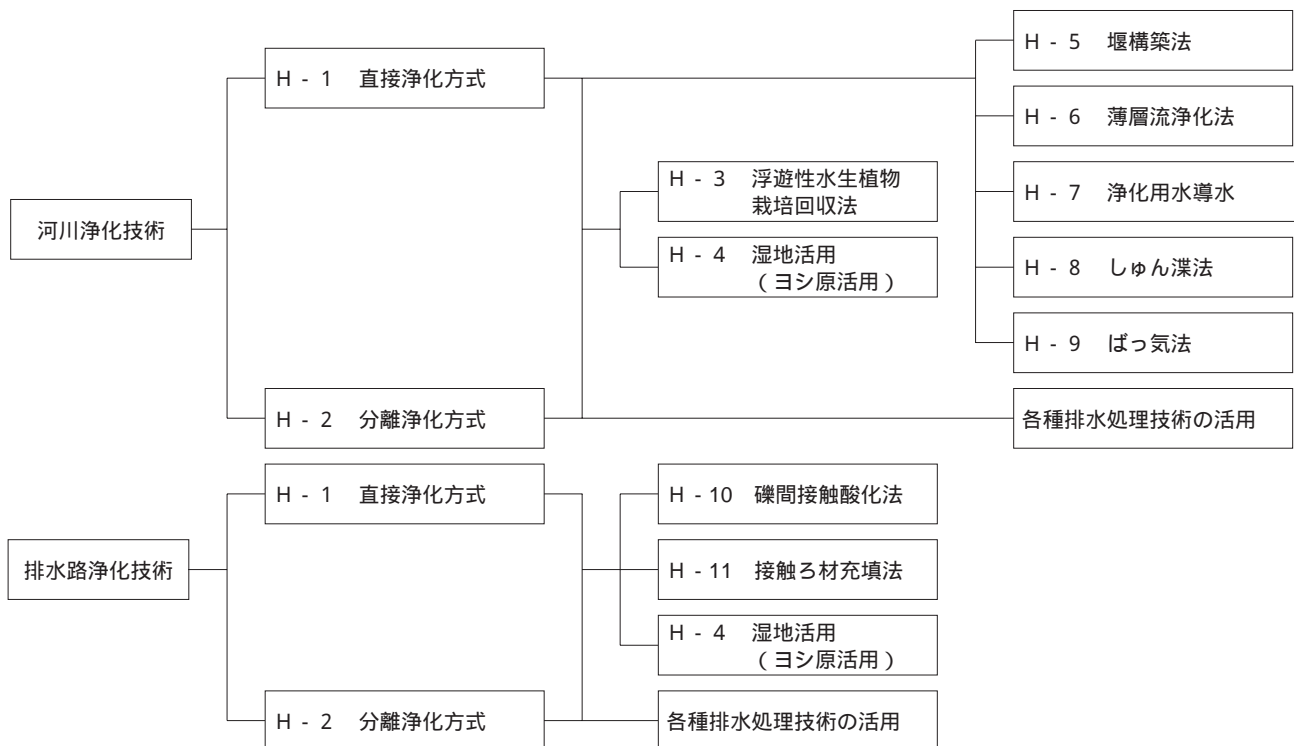 河川浄化技術
H - 1 直接浄化方式
H - 2 分離浄化方式
H - 3 浮遊性水生植物
栽培回収法
H - 4 湿地活用
(ヨシ原活用)
H - 5 堰構築法
H - 6 薄層流浄化法
H - 7 浄化用水導水
H - 8 しゅん渫法
H - 9 ばっ気法
各種排水処理技術の活用
排水路浄化技術
H - 1 直接浄化方式
H - 2 分離浄化方式
H - 10 礫間接触酸化法
H - 11 接触ろ材充填法
H - 4 湿地活用
(ヨシ原活用)
各種排水処理技術の活用